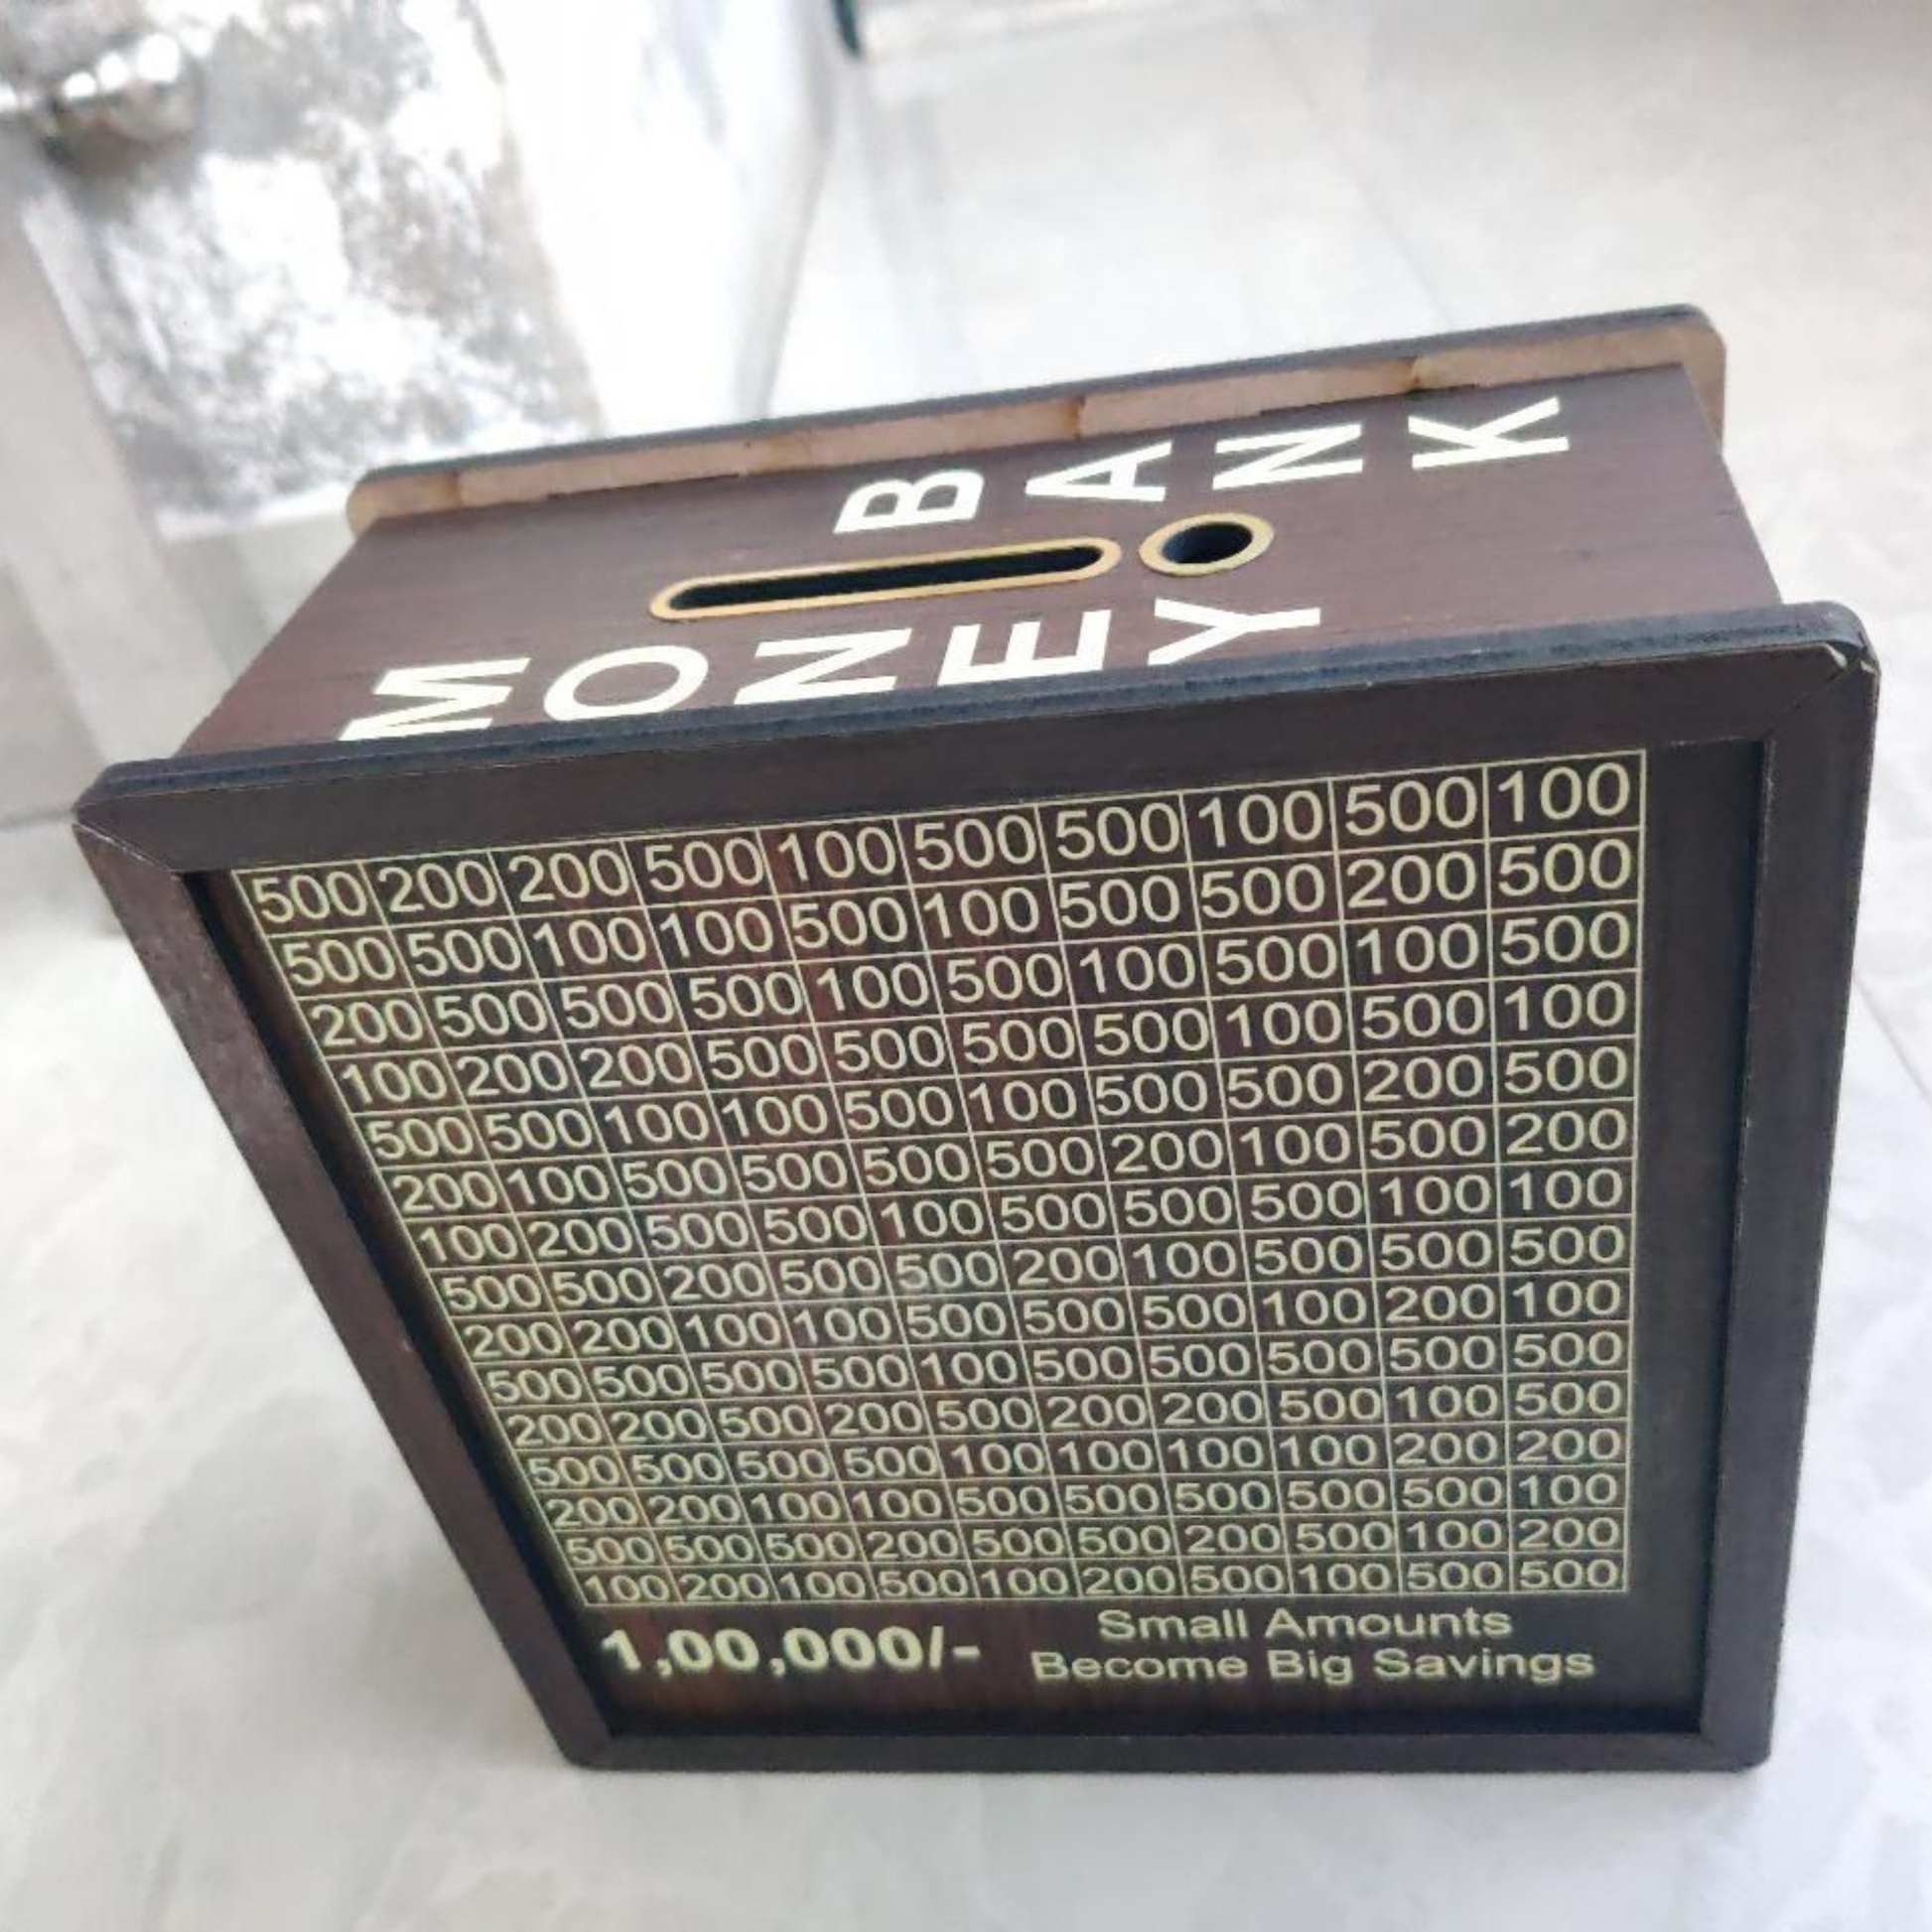 BANK
MONEY
500 200 200 500 100 500 500 100 500 100
500 500 100 100 500 100 500 500 200 500
200 500 500 500 100 500 100 500 100 500
100 200 200 500 500 500 500 100 500 100
500 500 100 100 500 100 500 500 200 500
200 100 500 500 500 500 200 100 500 200
100 200 500 500 100 500 500 500 100 100
500 500 200 500 500 200 100 500 500 500
200 200 100 100 500 500 500 100 200 100
500 500 500 500 100 500 500 500 500 500
200 200 500 200 500 200 200 500 100 500
500 500 500 500 100 100 100 100 200 200
200 200 100 100 500 500 500 500 500 100
500 500 500 200 500 500 200 500 100 200
100 200 100 500 100 200 500 100 500 500
1,00,000/-
Small Amounts
Become Big Savings